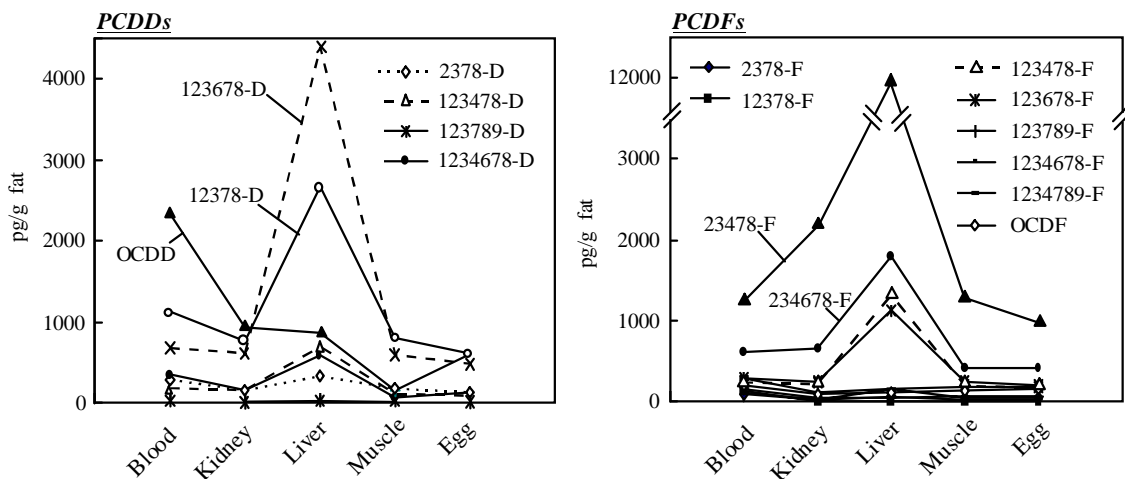 PCDDs
pg/g fat
4000
3000
2000
1000
0
123678-D
12378-D
OCDD
2378-D
123478-D
123789-D
1234678-D
Blood
Kidney
Liver
Muscle
Egg
PCDFs
pg/g fat
12000
3000
2000
1000
0
2378-F
12378-F
123478-F
123678-F
123789-F
1234678-F
1234789-F
OCDF
23478-F
234678-F
Blood
Kidney
Liver
Muscle
Egg